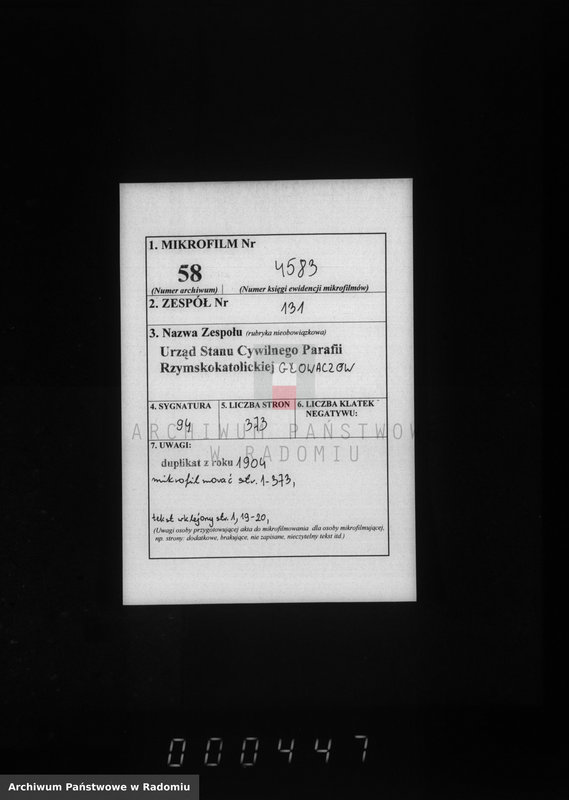 1. MIKROFILM Nr
58 4583
(Numer archiwum) (Numer księgi ewidencji mikrofilmów)
2. ZESPÓŁ Nr
131
3. Nazwa Zespołu (rubryka nieobowiązkowa)
Urząd Stanu Cywilnego Parafii
Rzymskokatolickiej GŁOWACZÓW
4. SYGNATURA 5. LICZBA STRON 6. LICZBA KLATEK
NEGATYWU:
94 373
ARCHIWUM PAŃSTWOW
W RADOMIU
7. UWAGI:
duplikat z roku 1904
mikrofilmować str. 1-373,
tekst wklejony str. 1, 19-20,
(Uwagi osoby przygotowującej akta do mikrofilmowania dla osoby mikrofilmującej,
np. strony: dodatkowe, brakujące, nie zapisane, nieczytelny tekst itd.)
000447
Archiwum Państwowe w Radomiu